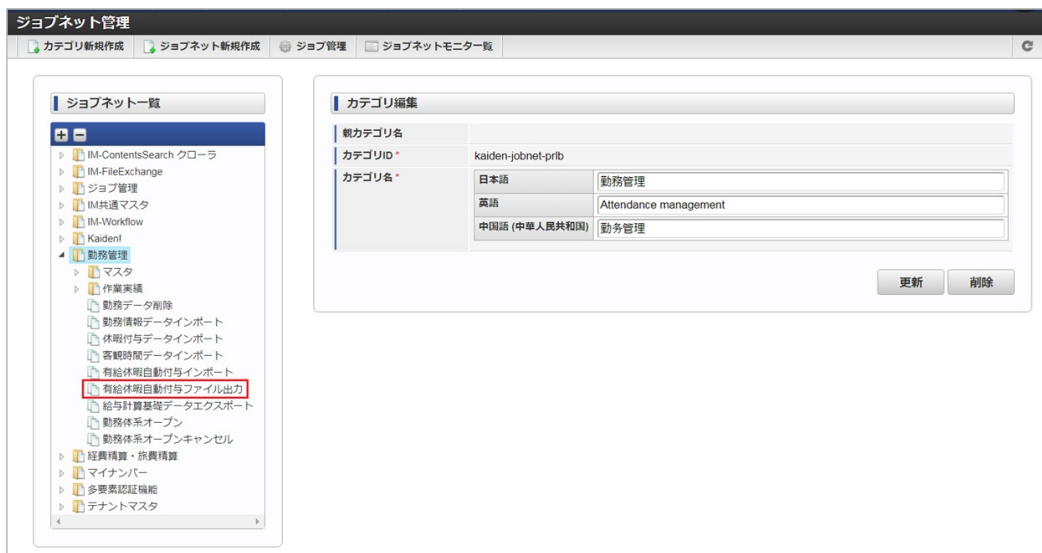 ジョブネット管理
カテゴリ新規作成 ジョブネット新規作成 ジョブ管理 ジョブネットモニター覧
ジョブネット一覧
IM-ContentsSearch クローラ
IM-FileExchange
ジョブ管理
IM共通マスタ
IM-Workflow
Kaiden!
勤務管理
マスタ
作業実績
勤務データ削除
勤務情報データインポート
休暇付与データインポート
客観時間データインポート
有給休暇自動付与インポート
有給休暇自動付与ファイル出力
給与計算基礎データエクスポート
勤務体系オープン
勤務体系オープンキャンセル
経費精算・旅費精算
マイナンバー
多要素認証機能
テナントマスタ
カテゴリ編集
親カテゴリ名
カテゴリID * kaiden-jobnet-prlb
カテゴリ名 * 日本語 勤務管理
英語 Attendance management
中国語 (中華人民共和国) 勤务管理
更新 削除